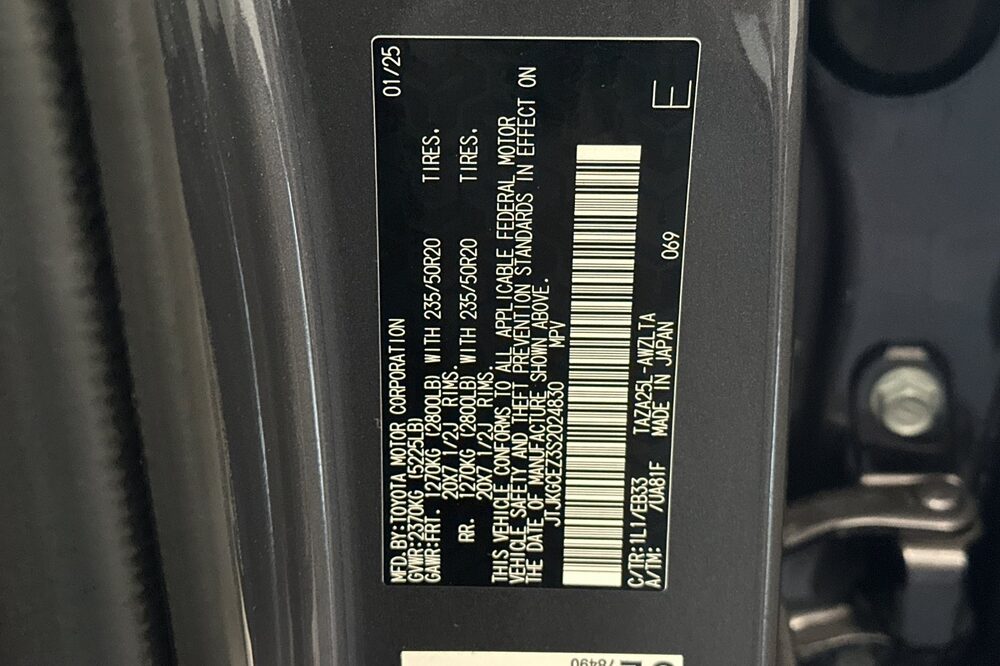 MFD.BY:TOYOTA MOTOR CORPORATION 01/25
GVWR:2370KG (5225LB)
GAWR:FRT. 1270KG (2800LB) WITH 235/50R20 TIRES.
20X7 1/2J RIMS.
RR. 1270KG (2800LB) WITH 235/50R20 TIRES.
20X7 1/2J RIMS.
THIS VEHICLE CONFORMS TO ALL APPLICABLE FEDERAL MOTOR
VEHICLE SAFETY AND THEFT PREVENTION STANDARDS IN EFFECT ON
THE DATE OF MANUFACTURE SHOWN ABOVE.
JTJKGCEZ3S2024830 MPV
C/TR:1L1/EB33 TAZA25L-AWZLTA 069
A/TM: /UA81F MADE IN JAPAN E
78490